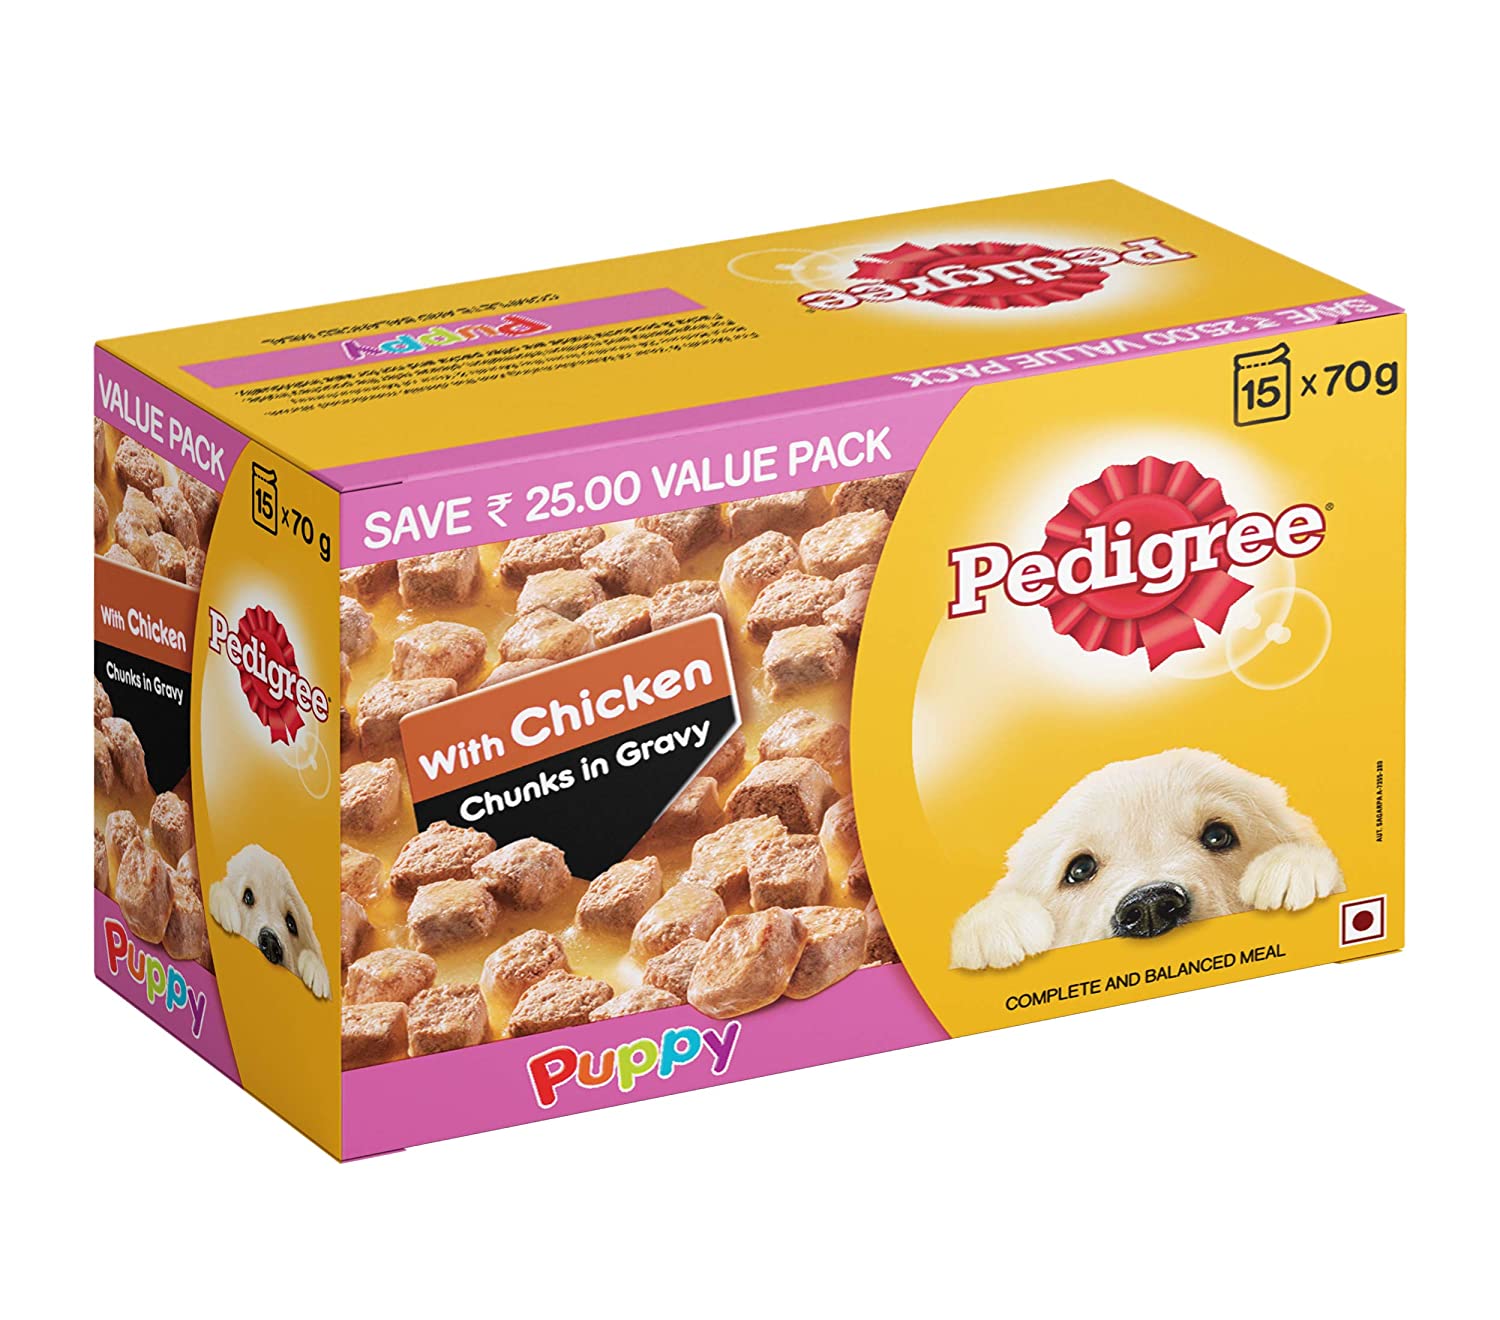 Pedigree®
Puppy
SAVE ₹ 25.00 VALUE PACK
VALUE PACK
15 x 70 g
With Chicken
Chunks in Gravy
Pedigree
Puppy
SAVE ₹ 25.00 VALUE PACK
With Chicken
Chunks in Gravy
Puppy
15 x 70g
Pedigree®
COMPLETE AND BALANCED MEAL